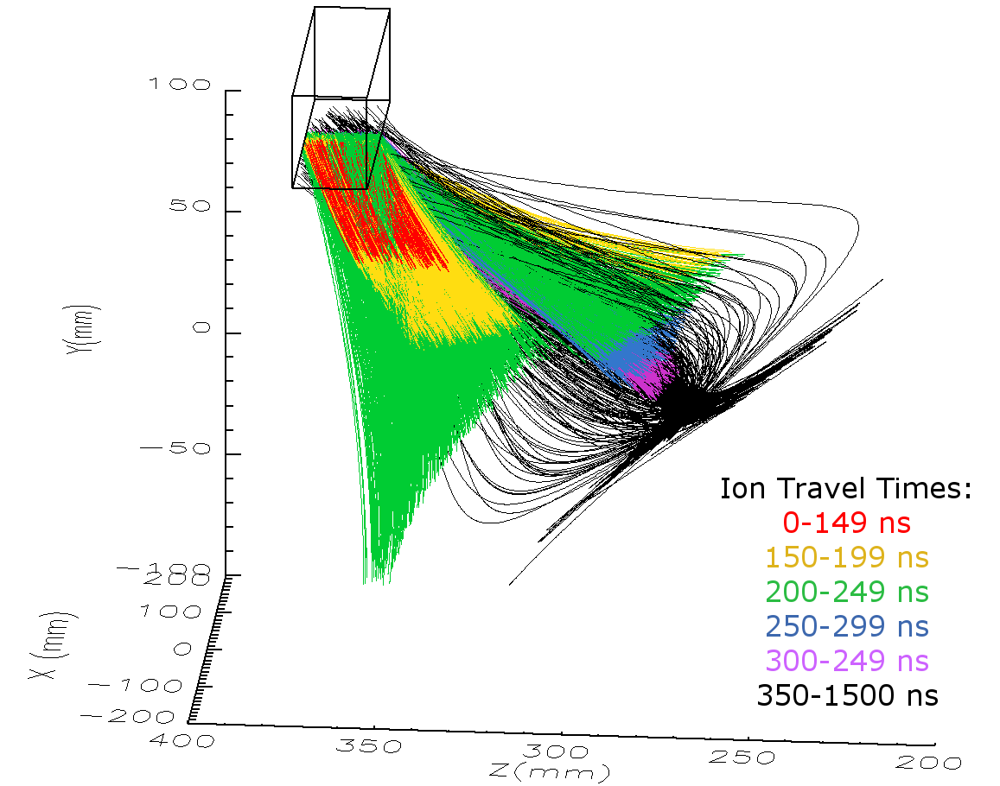 100
50
0
Y(mm)
-50
-100
200
100
X (mm)
0
-100
-200
400
350
300
250
200
Z(mm)
Ion Travel Times:
0-149 ns
150-199 ns
200-249 ns
250-299 ns
300-249 ns
350-1500 ns